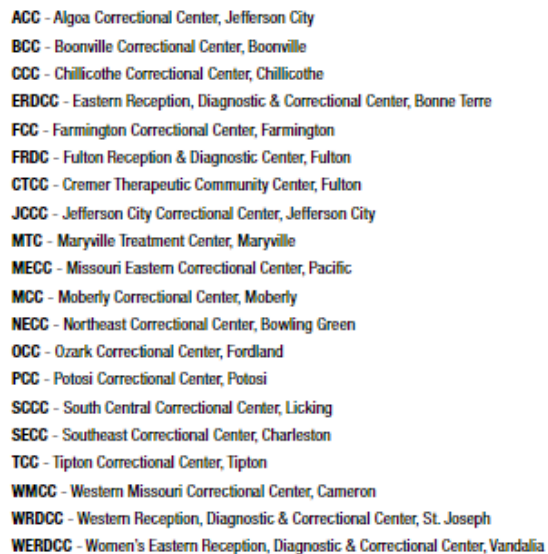 ACC - Algoa Correctional Center, Jefferson City
BCC - Boonville Correctional Center, Boonville
CCC - Chillicothe Correctional Center, Chillicothe
ERDCC - Eastern Reception, Diagnostic & Correctional Center, Bonne Terre
FCC - Farmington Correctional Center, Farmington
FRDC - Fulton Reception & Diagnostic Center, Fulton
CTCC - Cremer Therapeutic Community Center, Fulton
JCCC - Jefferson City Correctional Center, Jefferson City
MTC - Maryville Treatment Center, Maryville
MECC - Missouri Eastern Correctional Center, Pacific
MCC - Moberly Correctional Center, Moberly
NECC - Northeast Correctional Center, Bowling Green
OCC - Ozark Correctional Center, Fordland
PCC - Potosi Correctional Center, Potosi
SCCC - South Central Correctional Center, Licking
SECC - Southeast Correctional Center, Charleston
TCC - Tipton Correctional Center, Tipton
WMCC - Western Missouri Correctional Center, Cameron
WRDCC - Western Reception, Diagnostic & Correctional Center, St. Joseph
WERDCC - Women's Eastern Reception, Diagnostic & Correctional Center, Vandalia